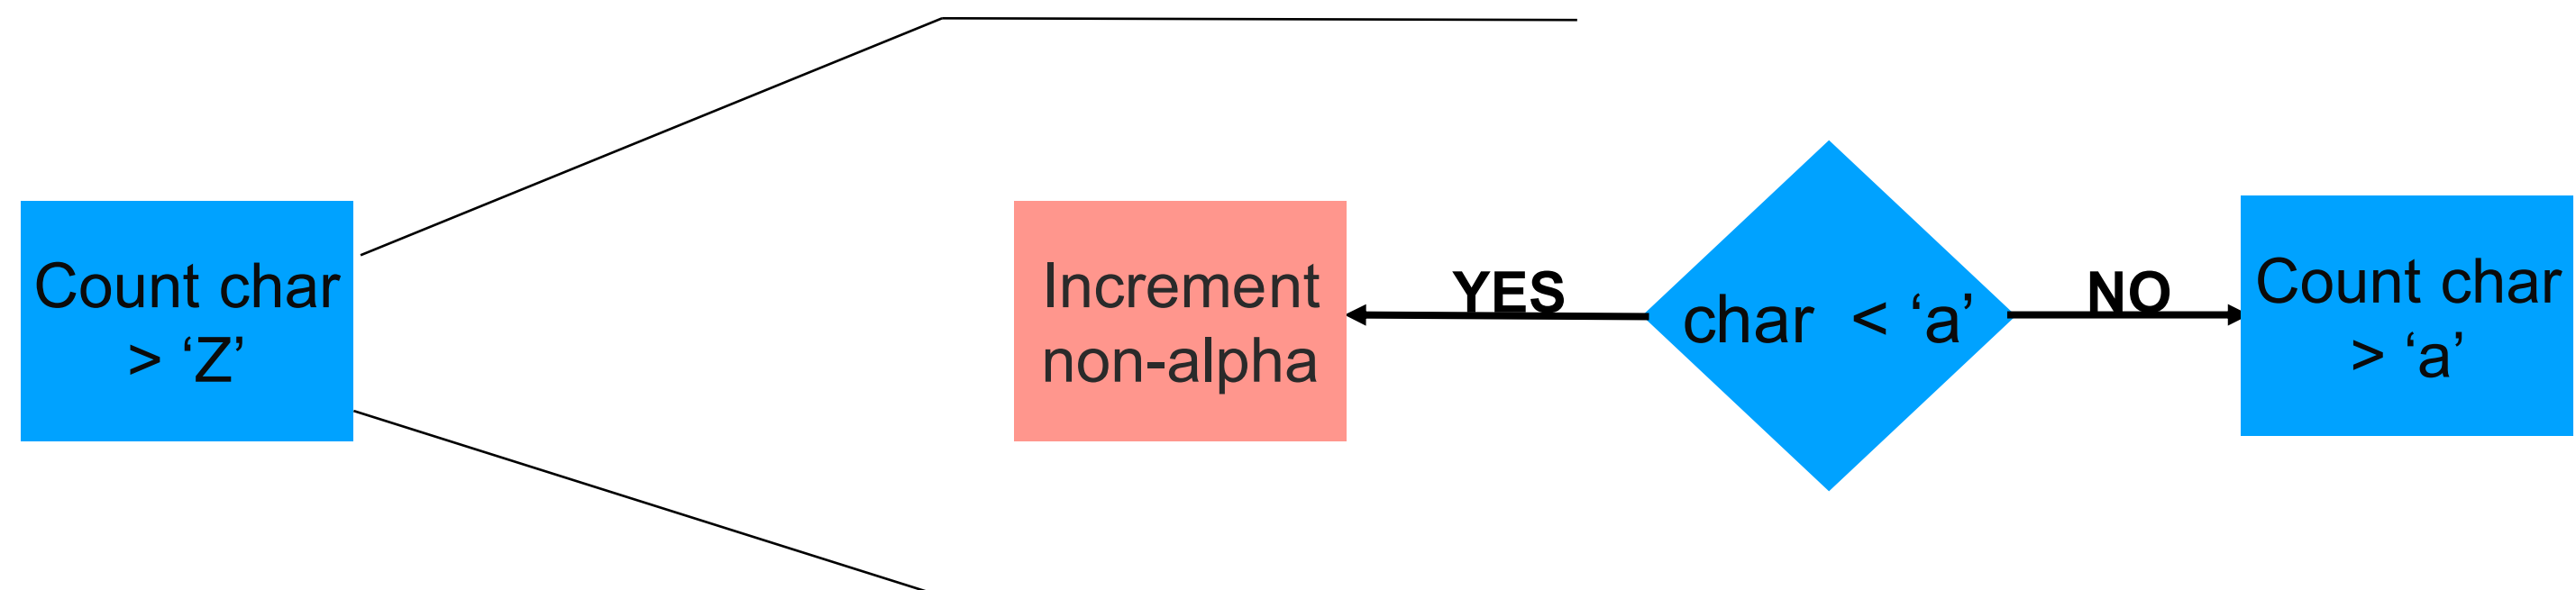 Count char
> ‘Z’
Increment
non-alpha
YES
char < ‘a’
NO
Count char
> ‘a’